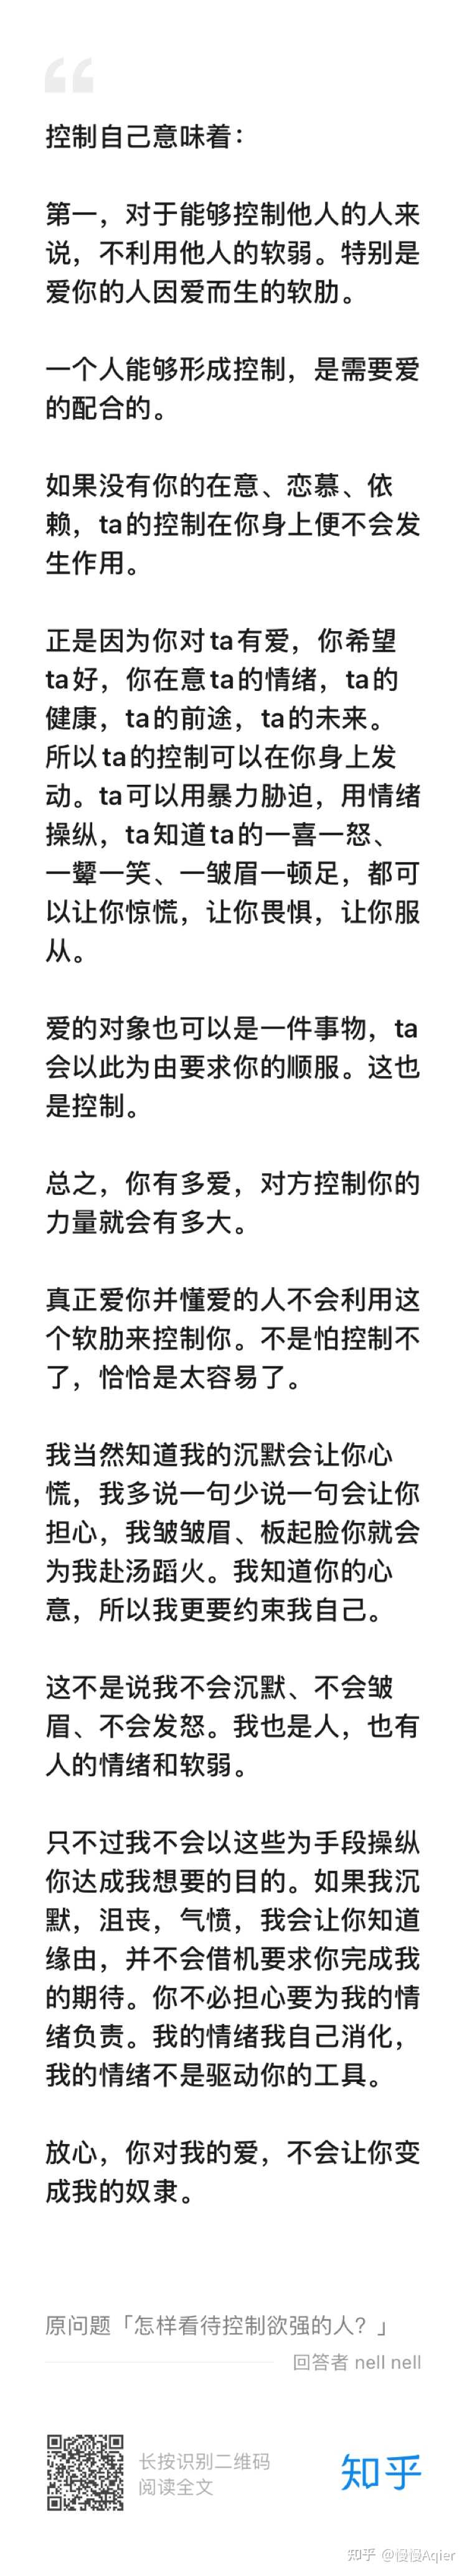 控制自己意味着：
第一，对于能够控制他人的人来
说，不利用他人的软弱。特别是
爱你的人因爱而生的软肋。
一个人能够形成控制，是需要爱
的配合的。
如果没有你的在意、恋慕、依
赖，ta的控制在你身上便不会发
生作用。
正是因为你对ta有爱，你希望
ta好，你在意ta的情绪，ta的
健康，ta的前途，ta的未来。
所以ta的控制可以在你身上发
动。ta可以用暴力胁迫，用情绪
操纵，ta知道ta的一喜一怒、
一颦一笑、一皱眉一顿足，都可
以让你惊慌，让你畏惧，让你服
从。
爱的对象也可以是一件事物，ta
会以此为由要求你的顺服。这也
是控制。
总之，你有多爱，对方控制你的
力量就会有多大。
真正爱你并懂爱的人不会利用这
个软肋来控制你。不是怕控制不
了，恰恰是太容易了。
我当然知道我的沉默会让你心
慌，我多说一句少说一句会让你
担心，我皱皱眉、板起脸你就会
为我赴汤蹈火。我知道你的心
意，所以我更要约束我自己。
这不是说我不会沉默、不会皱
眉、不会发怒。我也是人，也有
人的情绪和软弱。
只不过我不会以这些为手段操纵
你达成我想要的目的。如果我沉
默，沮丧，气愤，我会让你知道
缘由，并不会借机要求你完成我
的期待。你不必担心要为我的情
绪负责。我的情绪我自己消化，
我的情绪不是驱动你的工具。
放心，你对我的爱，不会让你变
成我的奴隶。
原问题「怎样看待控制欲强的人？」
回答者 nell nell
长按识别二维码
阅读全文
知乎
知乎 @慢慢Aqier